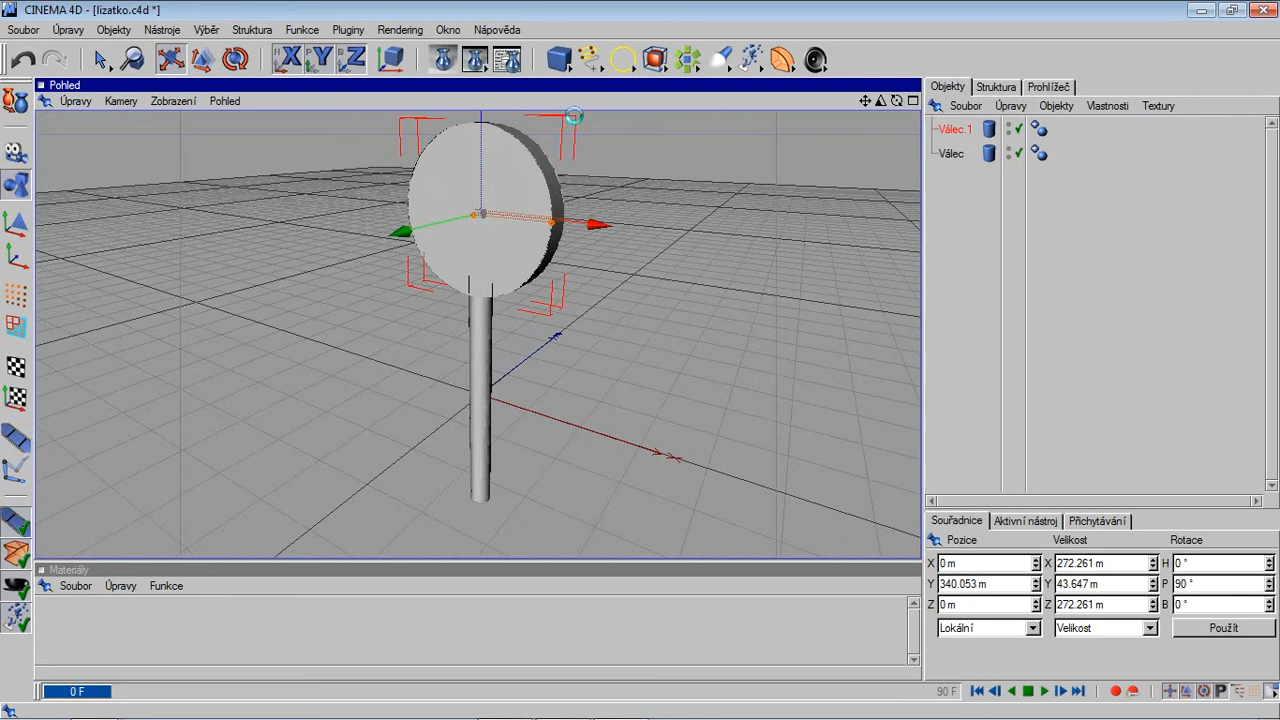 CINEMA 4D - [lizatko.c4d *]
Soubor Úpravy Objekty Nástroje Výběr Struktura Funkce Pluginy Rendering Okno Nápověda
X Y Z
Pohled
Úpravy Kamery Zobrazení Pohled
Objekty Struktura Prohlížeč
Soubor Úpravy Objekty Vlastnosti Textury
Válec.1
Válec
Souřadnice Aktivní nástroj Přichytávání
Pozice Velikost Rotace
X 0 m X 272.261 m H 0 °
Y 340.053 m Y 43.647 m P 90 °
Z 0 m Z 272.261 m B 0 °
Lokální Velikost Použít
Materiály
Soubor Úpravy Funkce
0 F 90 F P